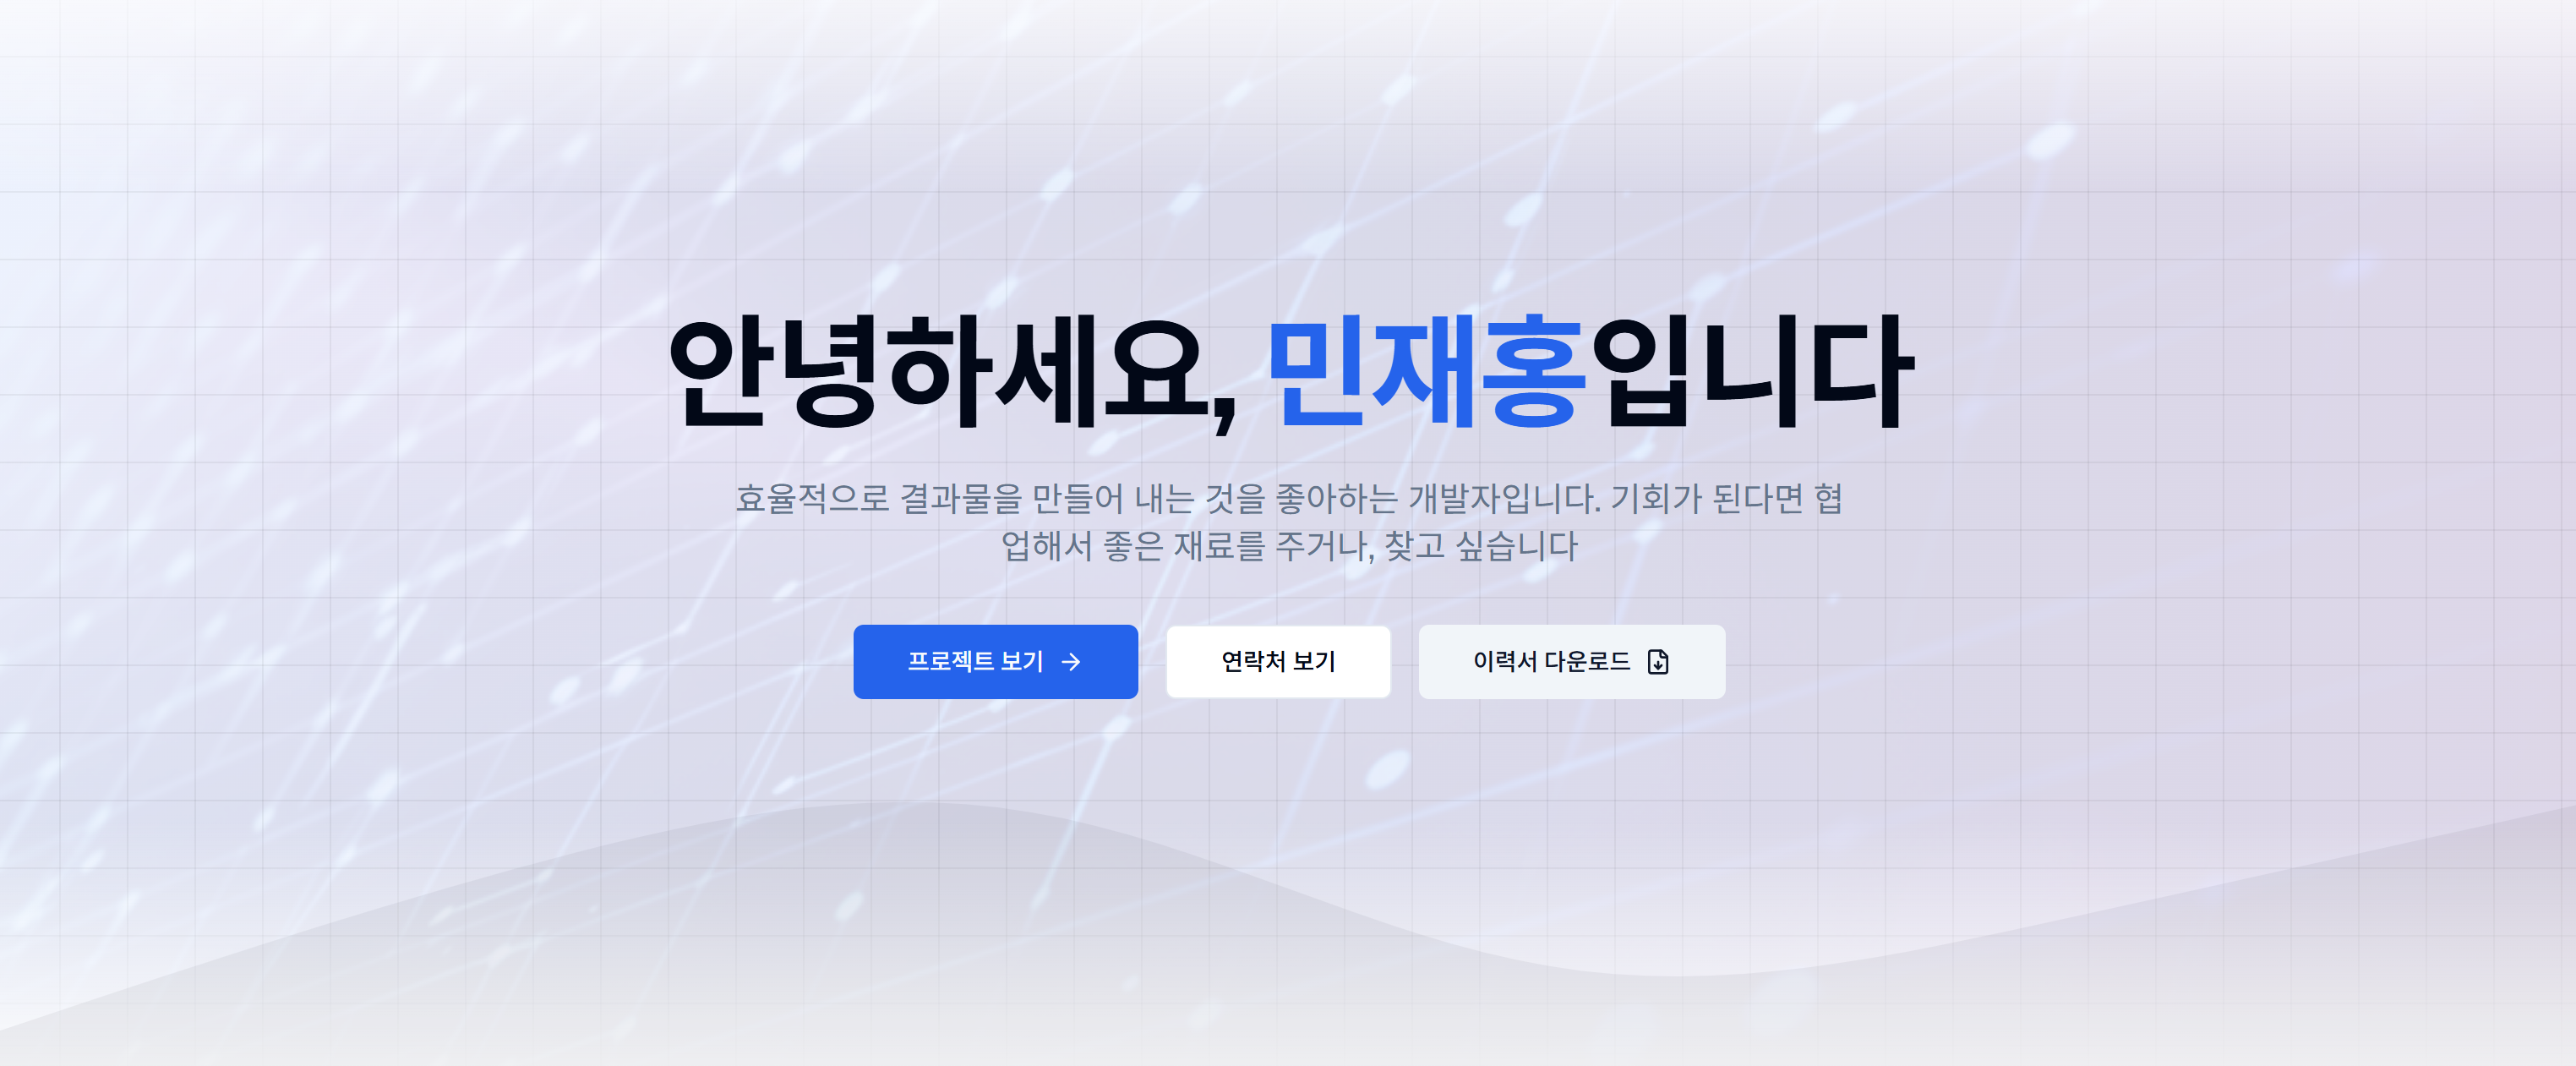 안녕하세요, 민재홍입니다
효율적으로 결과물을 만들어 내는 것을 좋아하는 개발자입니다. 기회가 된다면 협
업해서 좋은 재료를 주거나, 찾고 싶습니다
프로젝트 보기
연락처 보기
이력서 다운로드